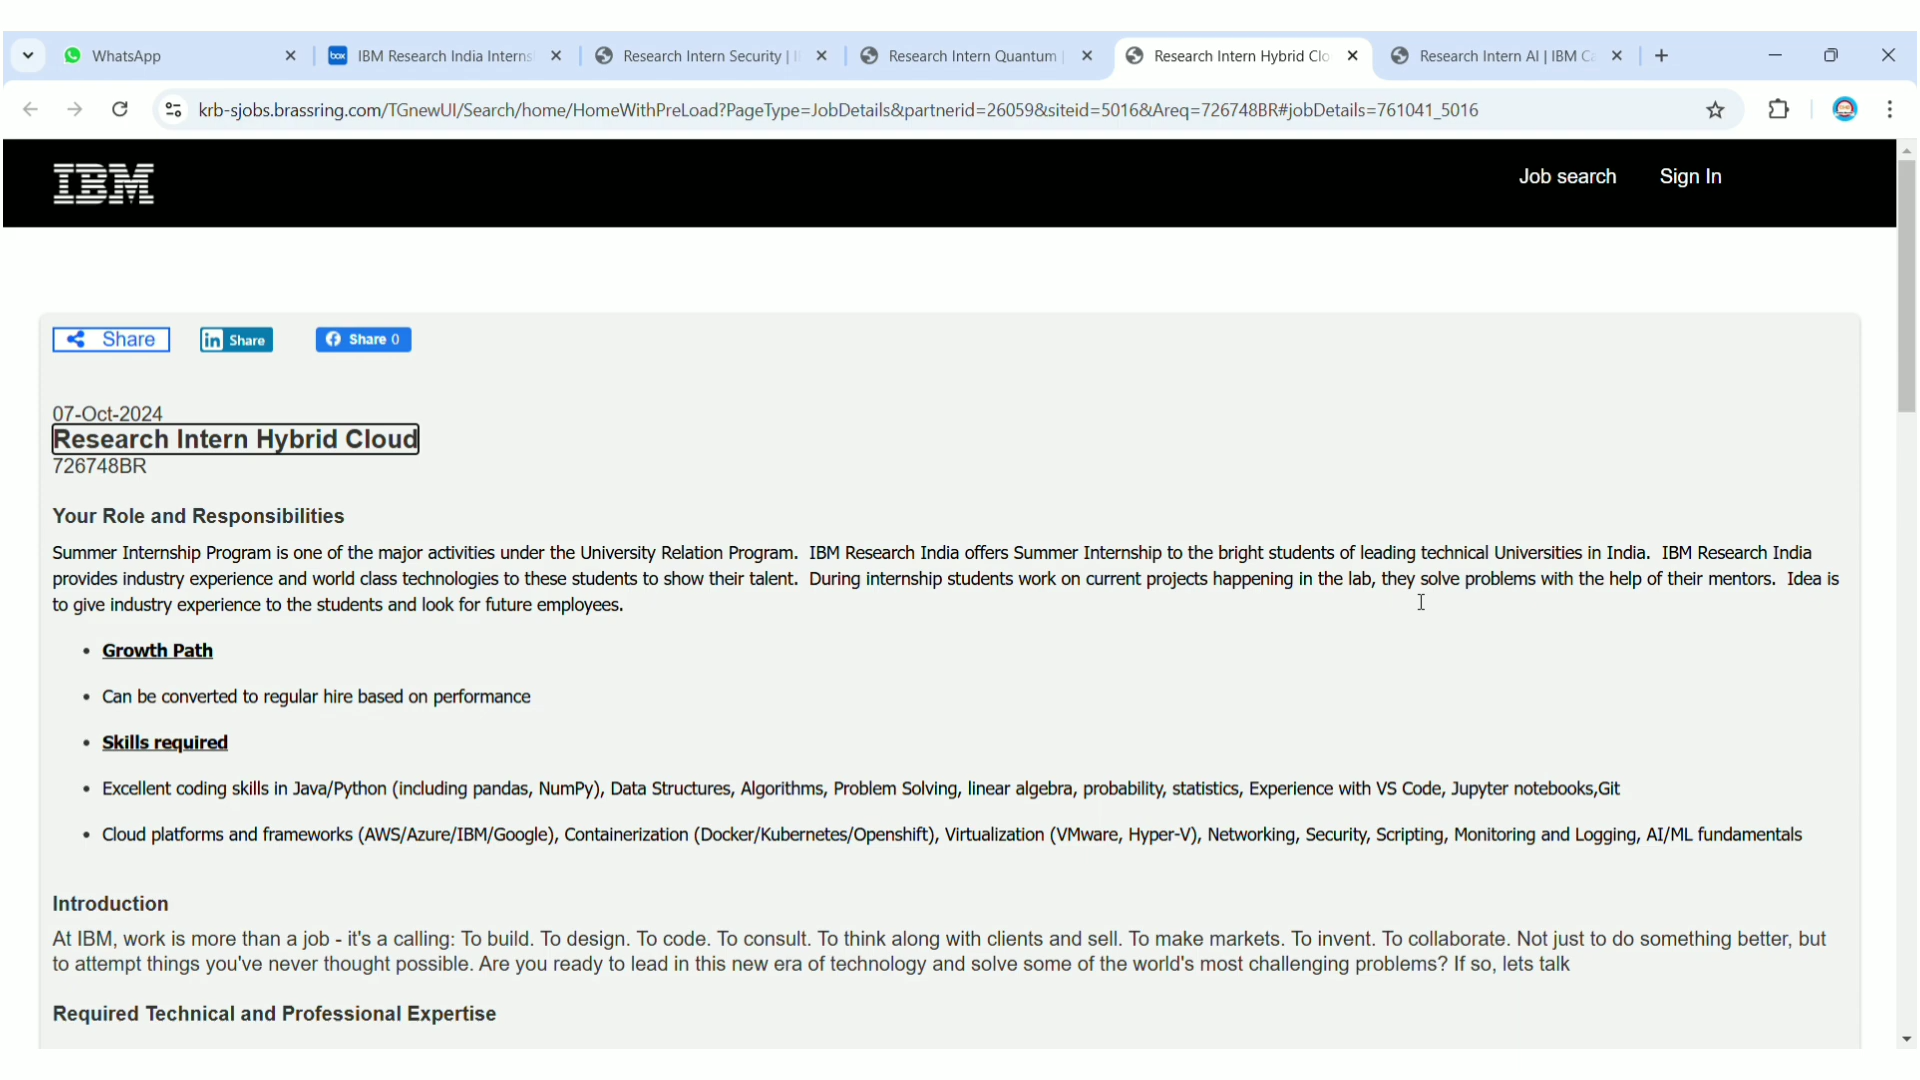 WhatsApp
box IBM Research India Interns
Research Intern Security |
Research Intern Quantum |
Research Intern Hybrid Clo
Research Intern AI | IBM Ca
krb-sjobs.brassring.com/TGnewUI/Search/home/HomeWithPreLoad?PageType=JobDetails&partnerid=26059&siteid=5016&Areq=726748BR#jobDetails=761041_5016
IBM
Job search
Sign In
Share
in Share
Share 0
07-Oct-2024
Research Intern Hybrid Cloud
726748BR
Your Role and Responsibilities
Summer Internship Program is one of the major activities under the University Relation Program. IBM Research India offers Summer Internship to the bright students of leading technical Universities in India. IBM Research India
provides industry experience and world class technologies to these students to show their talent. During internship students work on current projects happening in the lab, they solve problems with the help of their mentors. Idea is
to give industry experience to the students and look for future employees.
• Growth Path
• Can be converted to regular hire based on performance
• Skills required
• Excellent coding skills in Java/Python (including pandas, NumPy), Data Structures, Algorithms, Problem Solving, linear algebra, probability, statistics, Experience with VS Code, Jupyter notebooks,Git
• Cloud platforms and frameworks (AWS/Azure/IBM/Google), Containerization (Docker/Kubernetes/Openshift), Virtualization (VMware, Hyper-V), Networking, Security, Scripting, Monitoring and Logging, AI/ML fundamentals
Introduction
At IBM, work is more than a job - it's a calling: To build. To design. To code. To consult. To think along with clients and sell. To make markets. To invent. To collaborate. Not just to do something better, but
to attempt things you've never thought possible. Are you ready to lead in this new era of technology and solve some of the world's most challenging problems? If so, lets talk
Required Technical and Professional Expertise